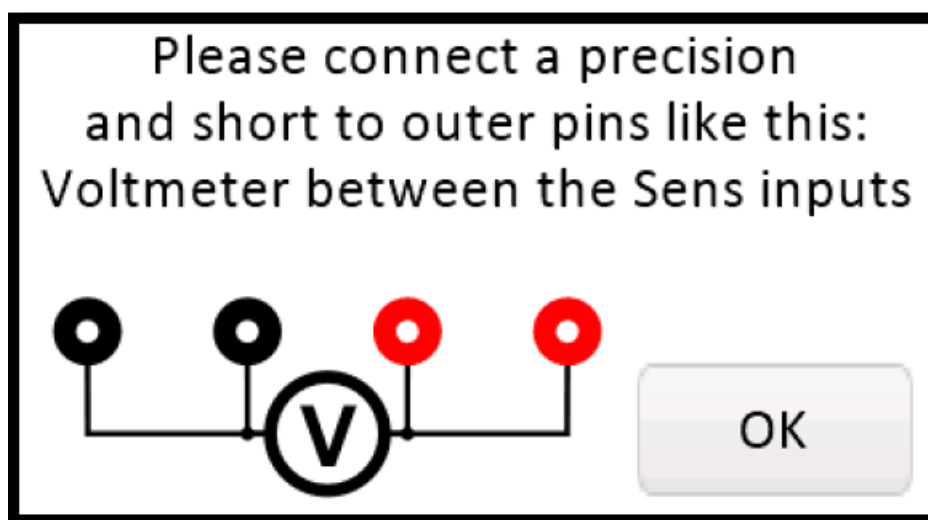 Please connect a precision
and short to outer pins like this:
Voltmeter between the Sens inputs
V
OK